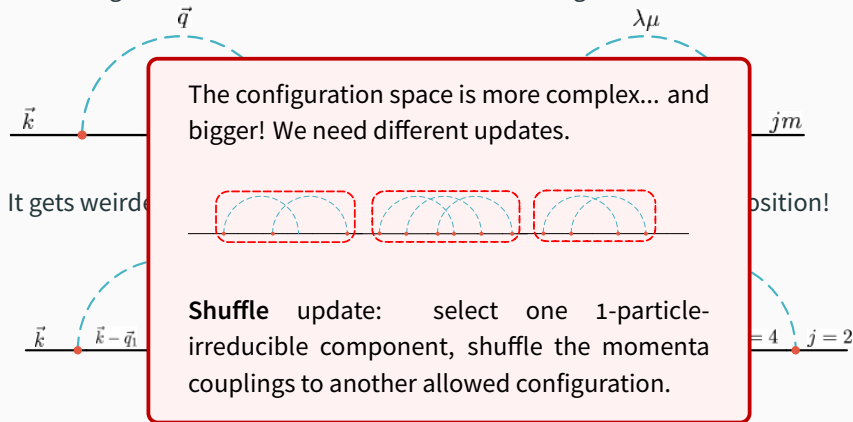 q⃗
λμ
k⃗
jm
The configuration space is more complex... and
bigger! We need different updates.
It gets weirde
osition!
Shuffle update: select one 1-particle-
irreducible component, shuffle the momenta
couplings to another allowed configuration.
k⃗
k⃗ − q⃗₁
= 4
j = 2